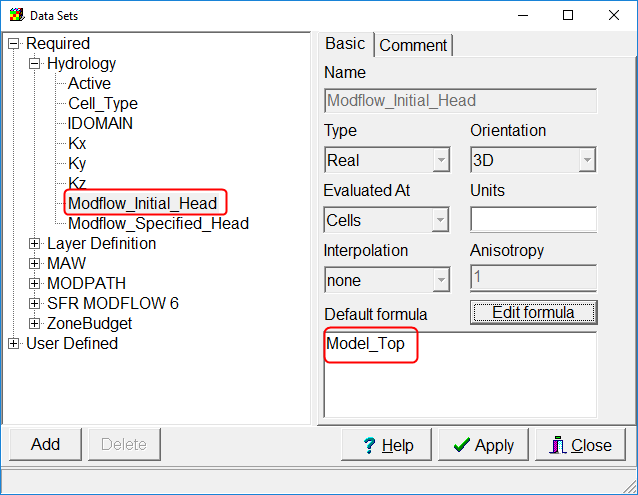 Data Sets
Required
Hydrology
Active
Cell_Type
IDOMAIN
Kx
Ky
Kz
Modflow_Initial_Head
Modflow_Specified_Head
Layer Definition
MAW
MODPATH
SFR MODFLOW 6
ZoneBudget
User Defined
Basic Comment
Name
Modflow_Initial_Head
Type Orientation
Real 3D
Evaluated At Units
Cells
Interpolation Anisotropy
none 1
Default formula Edit formula
Model_Top
Add Delete ? Help Apply Close